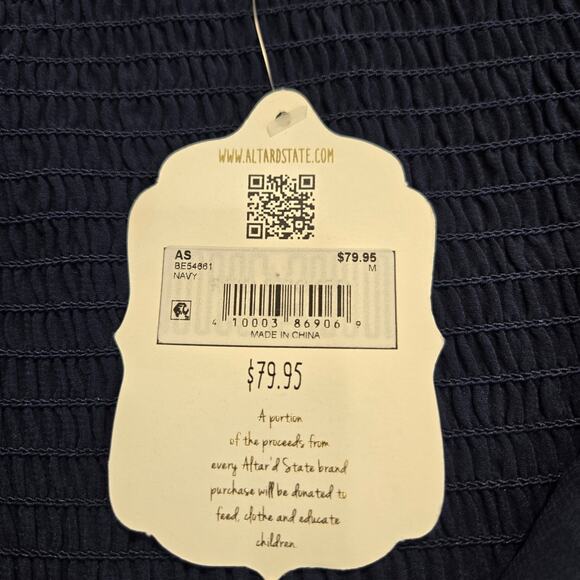 WWW.ALTARDSTATE.COM
AS $79.95
BE54661 M
NAVY
4 10003 86906 9
MADE IN CHINA
$79.95
A portion
of the proceeds from
every Altar'd State brand
purchase will be donated to
feed, clothe and educate
children.